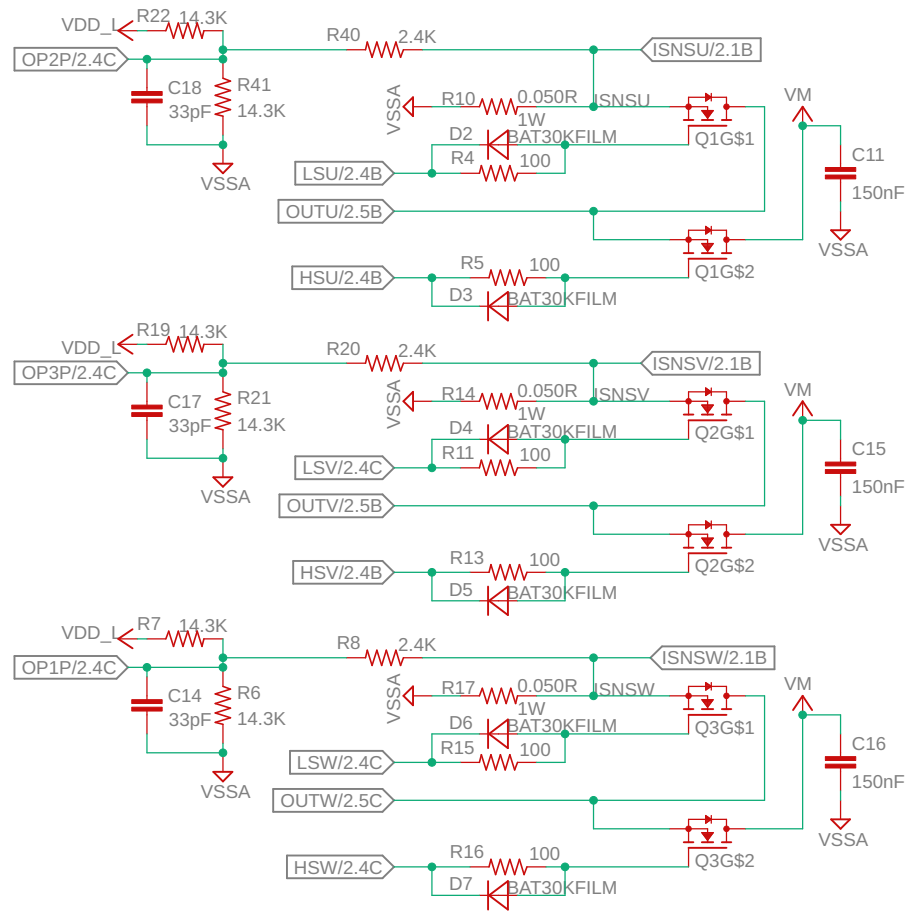 R22 14.3K
VDD_L
R40 2.4K
OP2P/2.4C
ISNSU/2.1B
C18
33pF
R41
14.3K
VSSA
VSSA
R10 0.050R
1W
ISNSU
Q1G$1
VM
D2 BAT30KFILM
R4 100
LSU/2.4B
C11
150nF
VSSA
OUTU/2.5B
Q1G$2
R5 100
HSU/2.4B
D3 BAT30KFILM
R19 14.3K
VDD_L
R20 2.4K
OP3P/2.4C
ISNSV/2.1B
C17
33pF
R21
14.3K
VSSA
VSSA
R14 0.050R
1W
ISNSV
Q2G$1
VM
D4 BAT30KFILM
R11 100
LSV/2.4C
C15
150nF
VSSA
OUTV/2.5B
Q2G$2
R13 100
HSV/2.4B
D5 BAT30KFILM
R7 14.3K
VDD_L
R8 2.4K
OP1P/2.4C
ISNSW/2.1B
C14
33pF
R6
14.3K
VSSA
VSSA
R17 0.050R
1W
ISNSW
Q3G$1
VM
D6 BAT30KFILM
R15 100
LSW/2.4C
C16
150nF
VSSA
OUTW/2.5C
Q3G$2
R16 100
HSW/2.4C
D7 BAT30KFILM